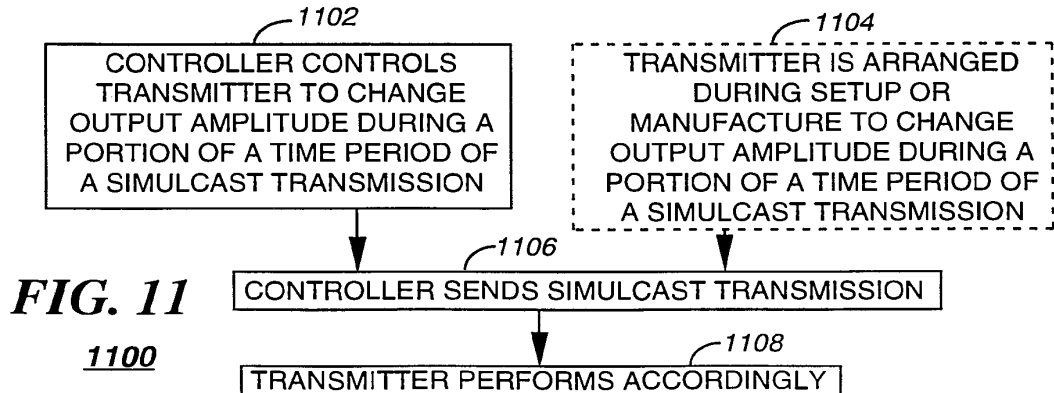 1102
CONTROLLER CONTROLS
TRANSMITTER TO CHANGE
OUTPUT AMPLITUDE DURING A
PORTION OF A TIME PERIOD OF
A SIMULCAST TRANSMISSION
1104
TRANSMITTER IS ARRANGED
DURING SETUP OR
MANUFACTURE TO CHANGE
OUTPUT AMPLITUDE DURING A
PORTION OF A TIME PERIOD OF
A SIMULCAST TRANSMISSION
1106
CONTROLLER SENDS SIMULCAST TRANSMISSION
FIG. 11
1100
1108
TRANSMITTER PERFORMS ACCORDINGLY